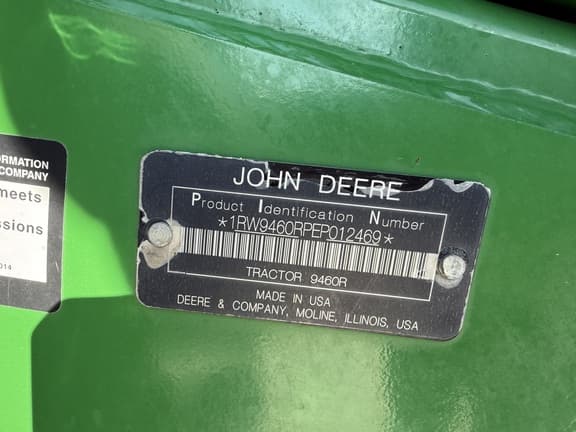 ORMATION
COMPANY
meets
ssions
014
JOHN DEERE
Product Identification Number
*1RW9460RPEP012469*
TRACTOR 9460R
MADE IN USA
DEERE & COMPANY, MOLINE, ILLINOIS, USA